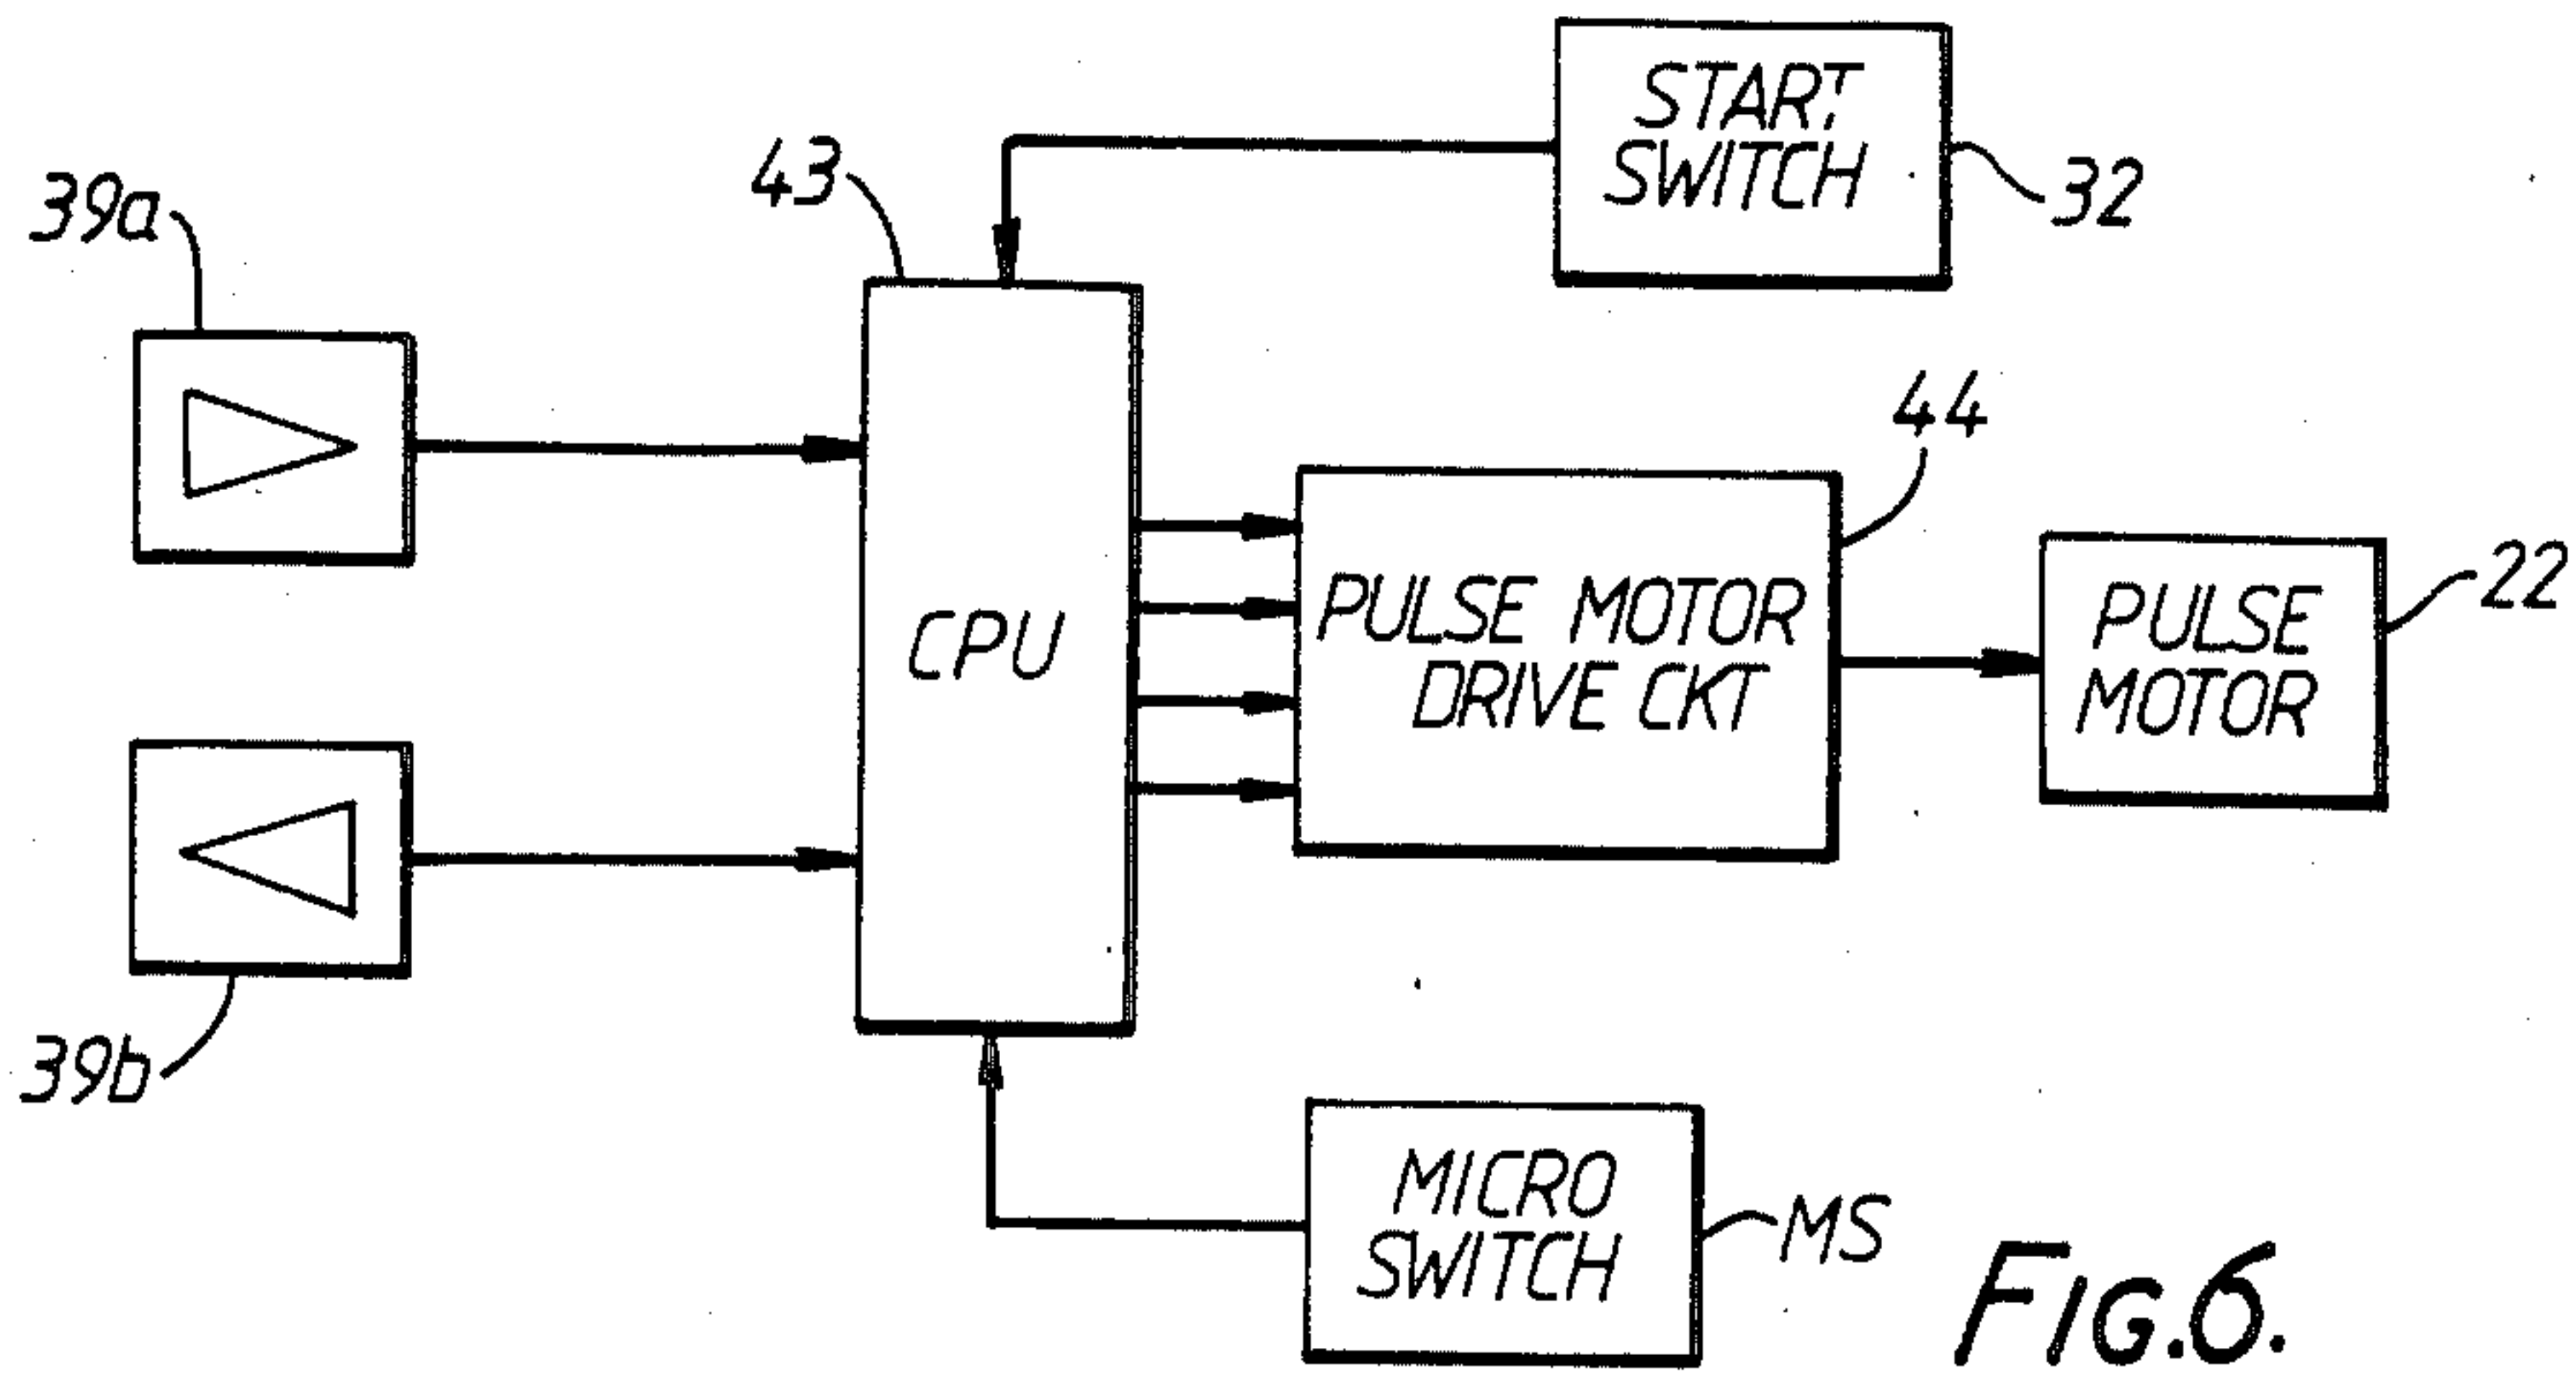 START
SWITCH
32
43
39a
44
CPU
PULSE MOTOR
DRIVE CKT
PULSE
MOTOR
22
39b
MICRO
SWITCH
MS
FIG.6.